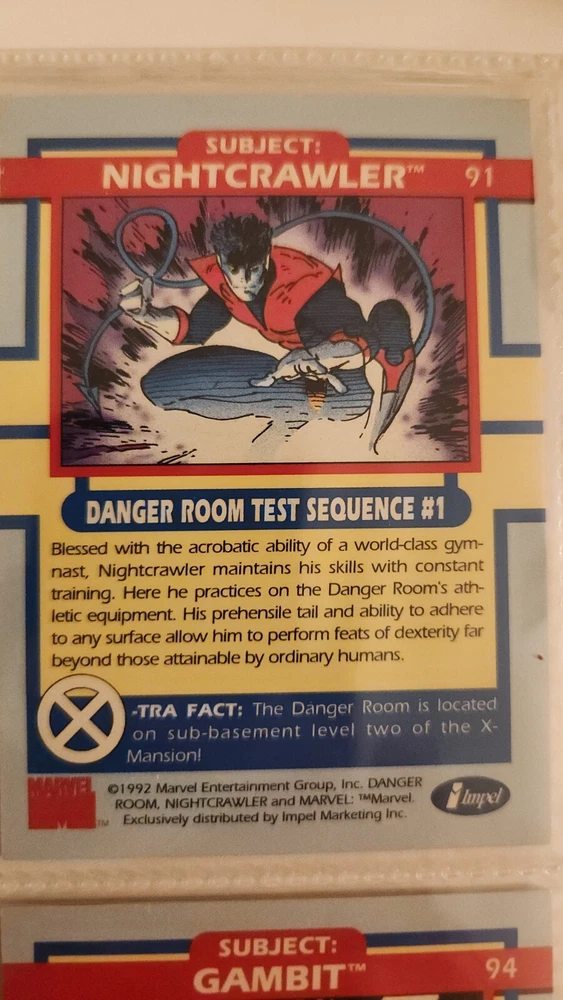 SUBJECT:
NIGHTCRAWLER™ 91
DANGER ROOM TEST SEQUENCE #1
Blessed with the acrobatic ability of a world-class gym-
nast, Nightcrawler maintains his skills with constant
training. Here he practices on the Danger Room's ath-
letic equipment. His prehensile tail and ability to adhere
to any surface allow him to perform feats of dexterity far
beyond those attainable by ordinary humans.
X-TRA FACT: The Danger Room is located
on sub-basement level two of the X-
Mansion!
MARVEL
M TM
©1992 Marvel Entertainment Group, Inc. DANGER
ROOM, NIGHTCRAWLER and MARVEL: ™Marvel.
Exclusively distributed by Impel Marketing Inc.
Impel
SUBJECT:
GAMBIT™ 94